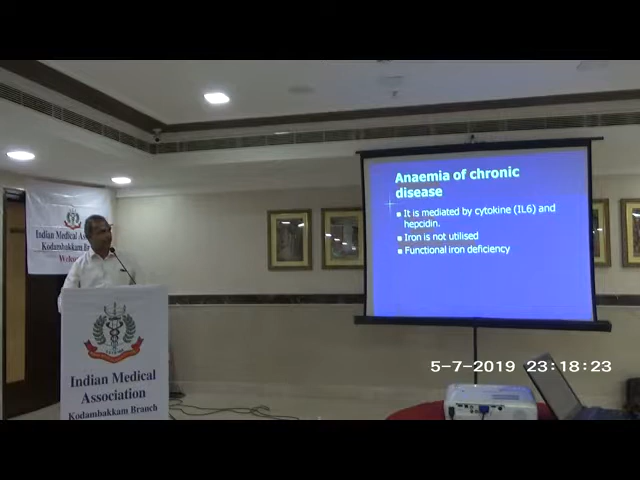 Anaemia of chronic
disease
It is mediated by cytokine (IL6) and
hepcidin.
Iron is not utilised
Functional iron deficiency
Indian Medical
Kodambakkam
Indian Medical
Association
Kodambakkam Branch
5-7-2019 23:18:23